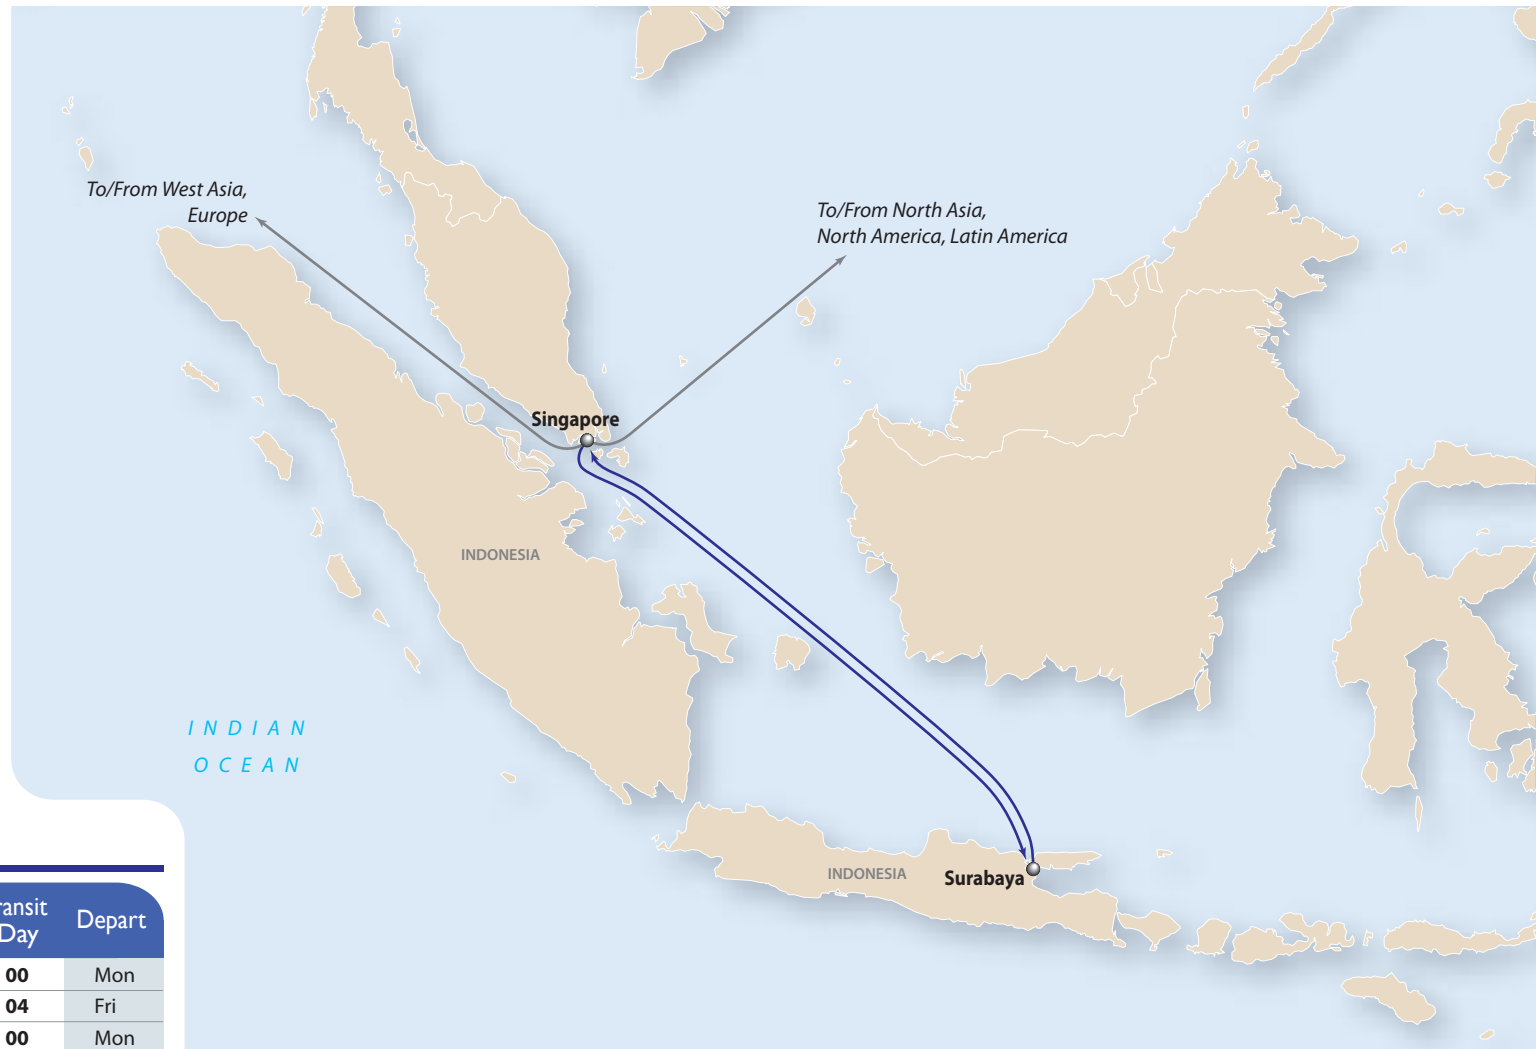 To/From West Asia,
Europe
To/From North Asia,
North America, Latin America
Singapore
INDONESIA
INDIAN
OCEAN
INDONESIA
Surabaya
Day Depart
00 Mon
04 Fri
00 Mon